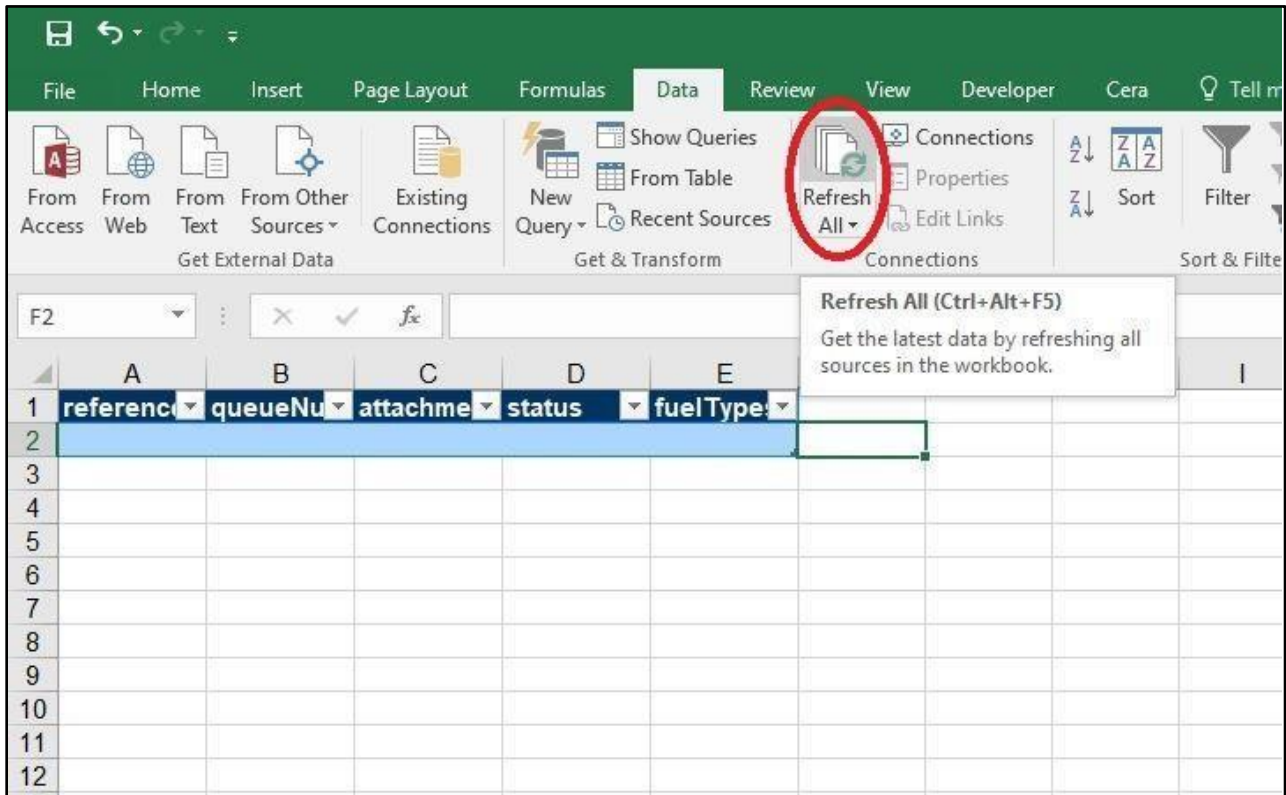 File Home Insert Page Layout Formulas Data Review View Developer Cera Tell m
From Access
From Web
From Text
From Other Sources
Existing Connections
Get External Data
New Query
Show Queries
From Table
Recent Sources
Get & Transform
Refresh All
Connections
Properties
Edit Links
Connections
A Z
Z A
Z A
A Z
Sort
Filter
Sort & Filte
F2
fx
Refresh All (Ctrl+Alt+F5)
Get the latest data by refreshing all
sources in the workbook.
A B C D E I
1 reference queueNu attachme status fuelTypes
2
3
4
5
6
7
8
9
10
11
12